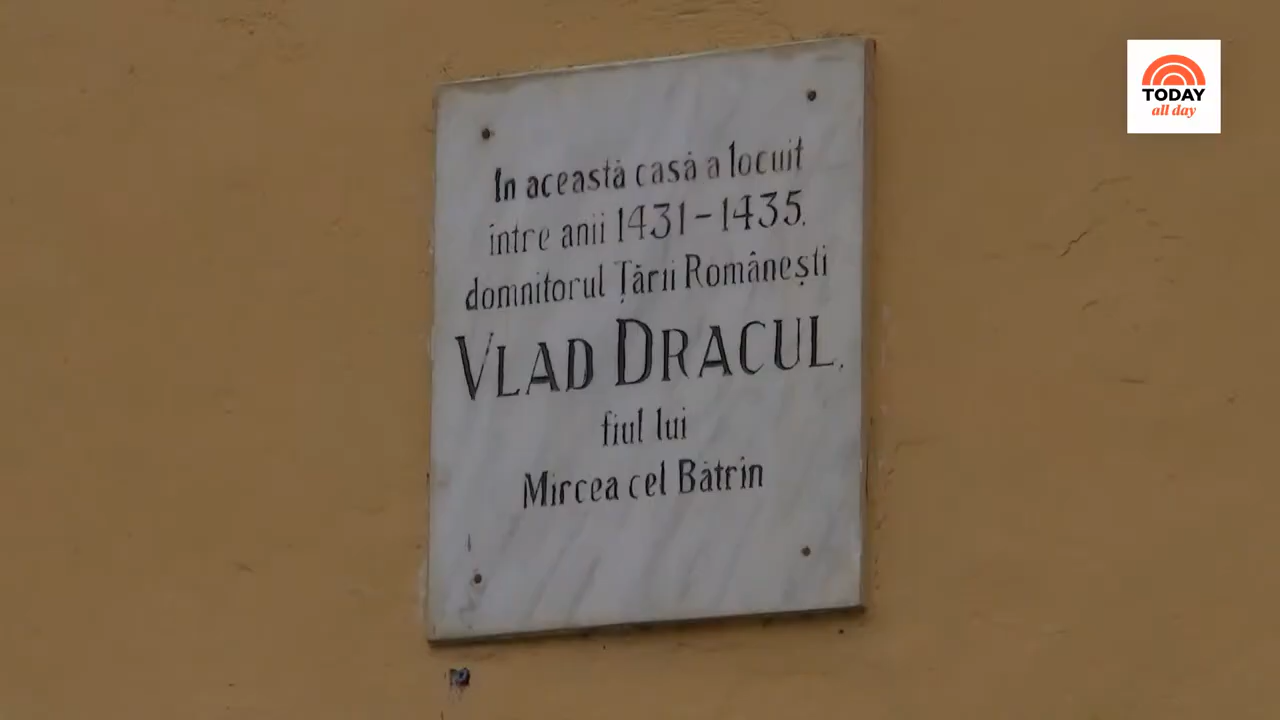 In această casă a locuit
între anii 1431-1435.
domnitorul Țării Românești
VLAD DRACUL,
fiul lui
Mircea cel Bătrîn
TODAY
all day